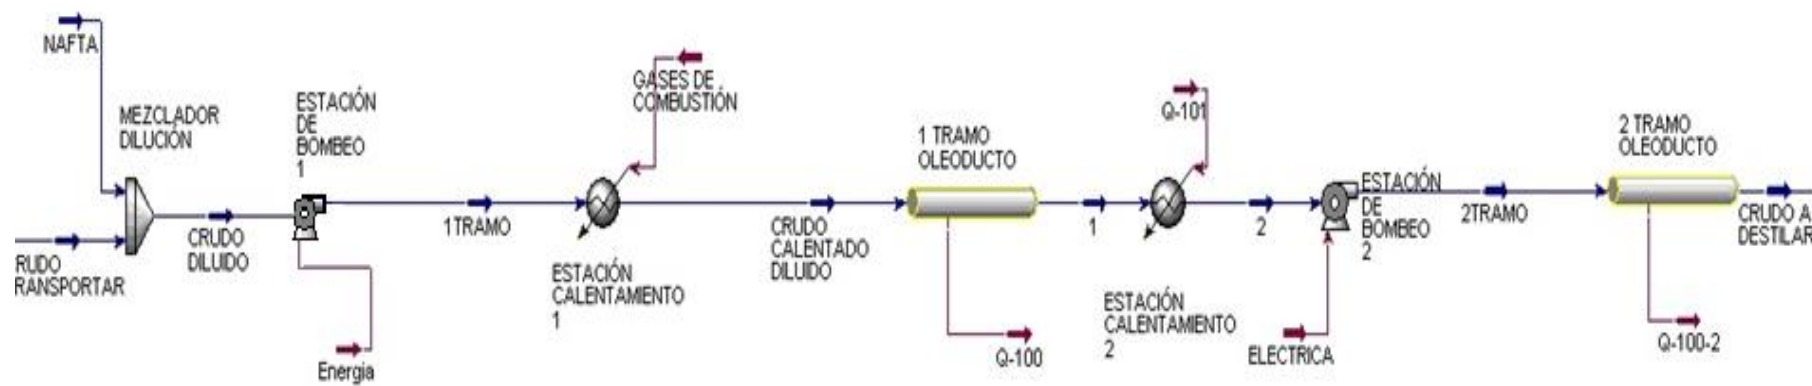 NAFTA
MEZCLADOR
DILUCIÓN
RUDO
RANSPORTAR
CRUDO
DILUIDO
ESTACIÓN
DE
BOMBEO
1
Energia
1TRAMO
ESTACIÓN
CALENTAMIENTO
1
GASES DE
COMBUSTIÓN
CRUDO
CALENTADO
DILUIDO
1 TRAMO
OLEODUCTO
Q-100
1
Q-101
ESTACIÓN
CALENTAMIENTO
2
2
ESTACIÓN
DE
BOMBEO
2
ELECTRICA
2TRAMO
2 TRAMO
OLEODUCTO
Q-100-2
CRUDO A
DESTILAR